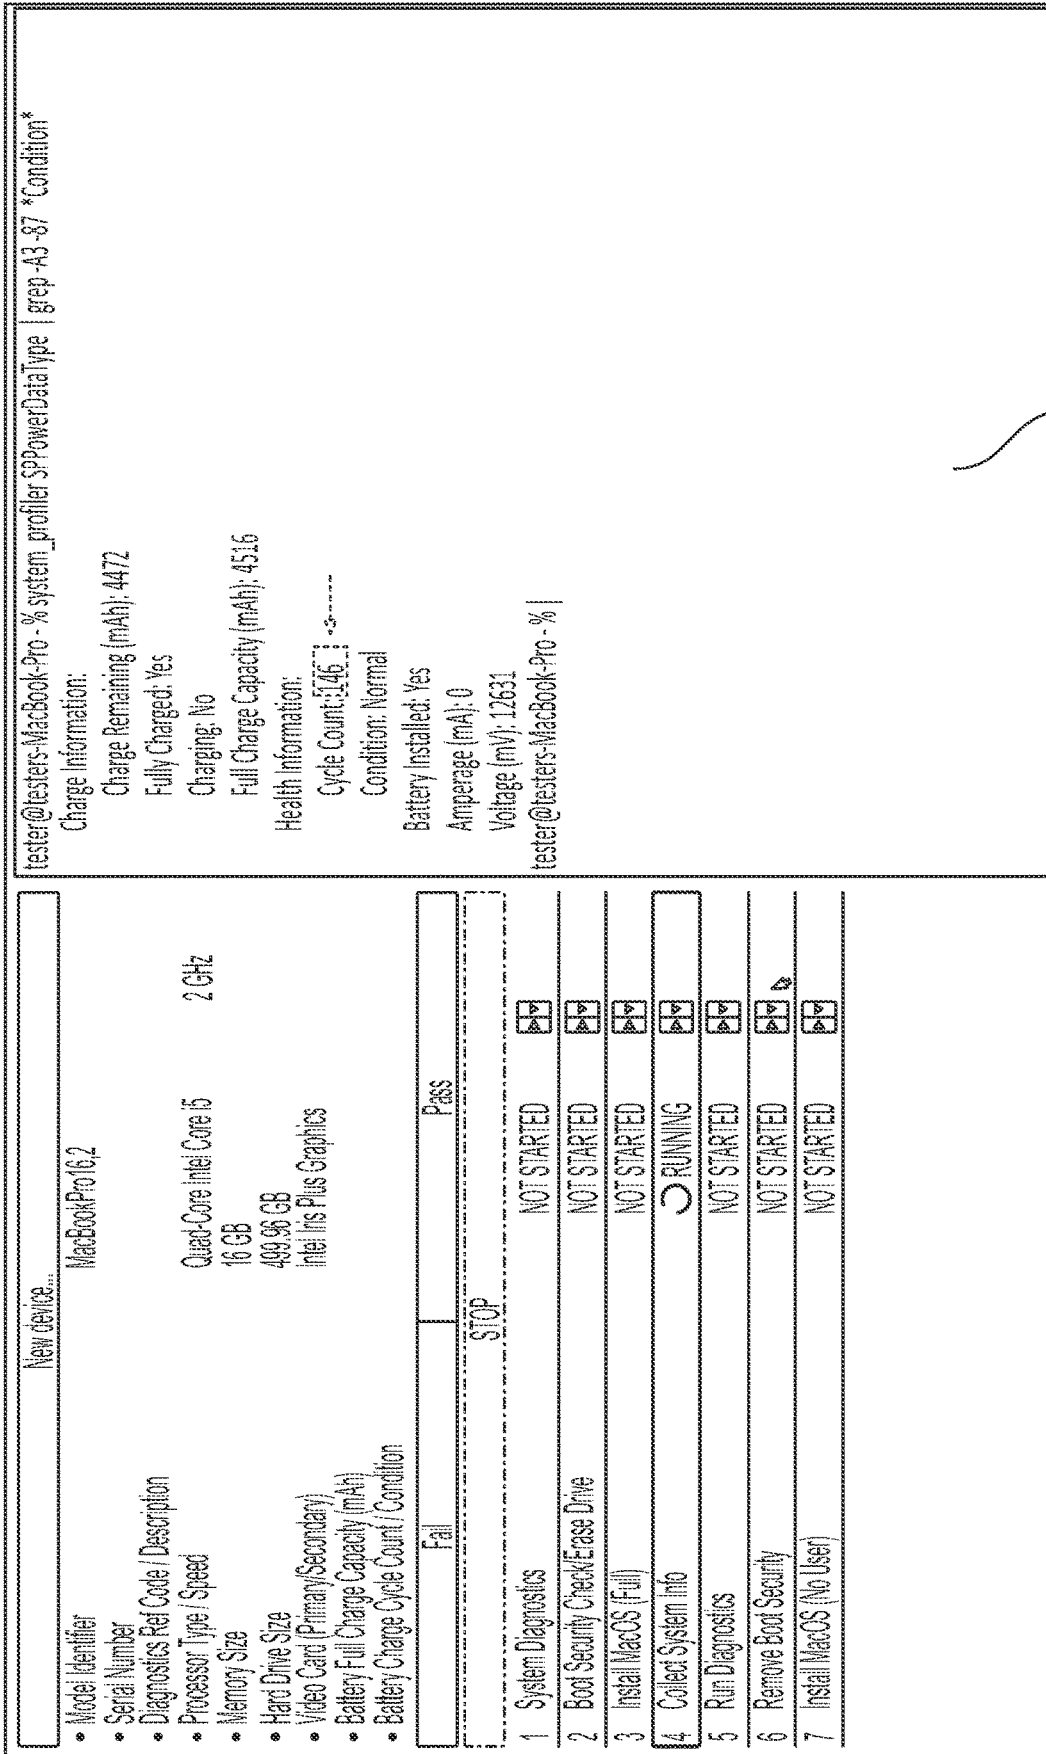 New device...
• Model Identifier MacBookPro16,2
• Serial Number
• Diagnostics Ref Code / Description
• Processor Type / Speed Quad-Core Intel Core i5 2 GHz
• Memory Size 16 GB
• Hard Drive Size 499.96 GB
• Video Card (Primary/Secondary) Intel Iris Plus Graphics
• Battery Full Charge Capacity (mAh)
• Battery Charge Cycle Count / Condition
Fail Pass
STOP
1 System Diagnostics NOT STARTED
2 Boot Security Check/Erase Drive NOT STARTED
3 Install MacOS (Full) NOT STARTED
4 Collect System Info RUNNING
5 Run Diagnostics NOT STARTED
6 Remove Boot Security NOT STARTED
7 Install MacOS (No User) NOT STARTED
tester@testers-MacBook-Pro - % system_profiler SPPowerDataType | grep -A3 -87 *Condition*
Charge Information:
Charge Remaining (mAh): 4472
Fully Charged: Yes
Charging: No
Full Charge Capacity (mAh): 4516
Health Information:
Cycle Count: 146
Condition: Normal
Battery Installed: Yes
Amperage (mA): 0
Voltage (mV): 12631
tester@testers-MacBook-Pro - % |